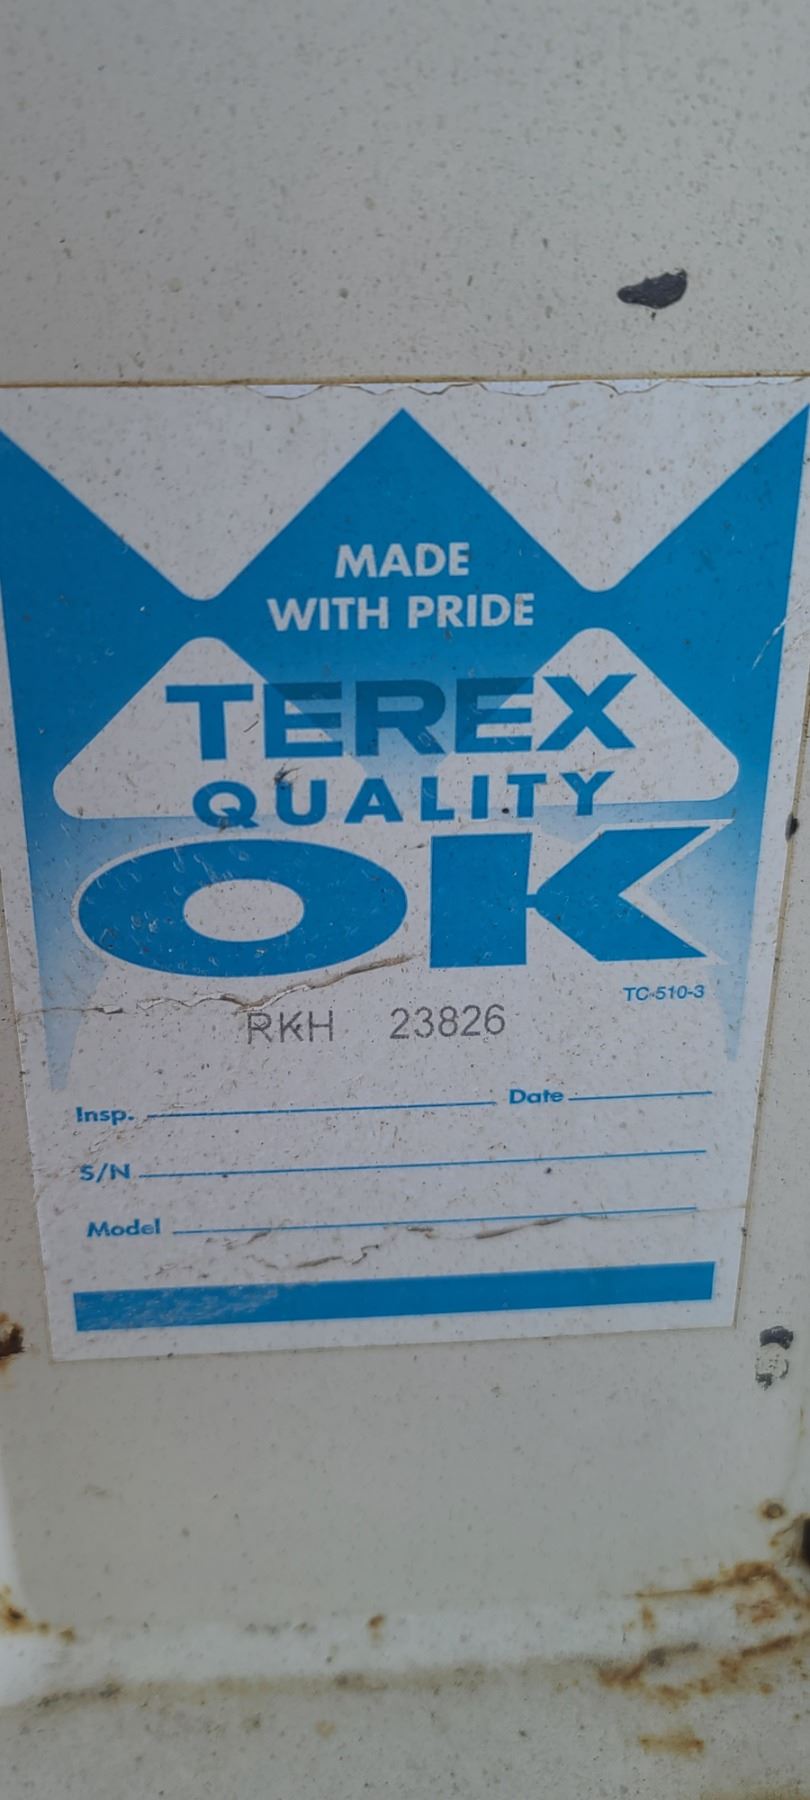 MADE
WITH PRIDE
TEREX
QUALITY
OK
TC-510-3
RKH 23826
Insp. Date
S/N
Model